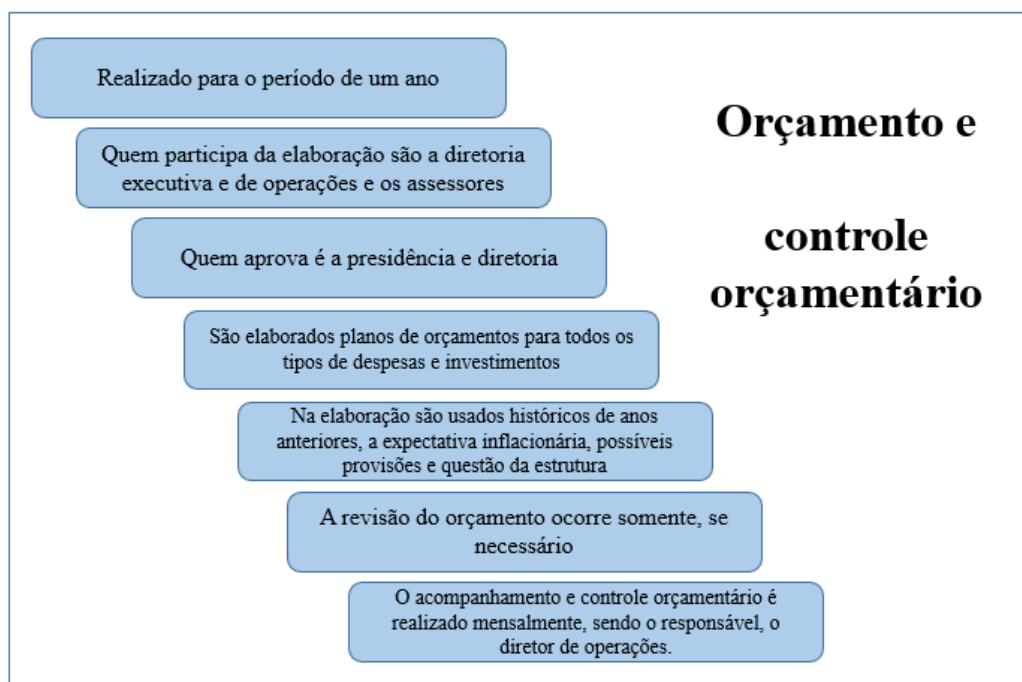 Realizado para o período de um ano
Orçamento e
controle
orçamentário
Quem participa da elaboração são a diretoria
executiva e de operações e os assessores
Quem aprova é a presidência e diretoria
São elaborados planos de orçamentos para todos os
tipos de despesas e investimentos
Na elaboração são usados históricos de anos
anteriores, a expectativa inflacionária, possíveis
provisões e questão da estrutura
A revisão do orçamento ocorre somente, se
necessário
O acompanhamento e controle orçamentário é
realizado mensalmente, sendo o responsável, o
diretor de operações.